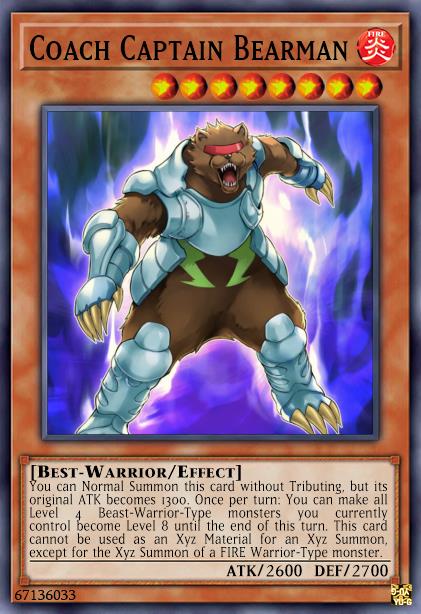 Coach Captain Bearman
FIRE
炎
[Best-Warrior/Effect]
You can Normal Summon this card without Tributing, but its
original ATK becomes 1300. Once per turn: You can make all
Level 4 Beast-Warrior-Type monsters you currently
control become Level 8 until the end of this turn. This card
cannot be used as an Xyz Material for an Xyz Summon,
except for the Xyz Summon of a FIRE Warrior-Type monster.
ATK/2600 DEF/2700
67136033